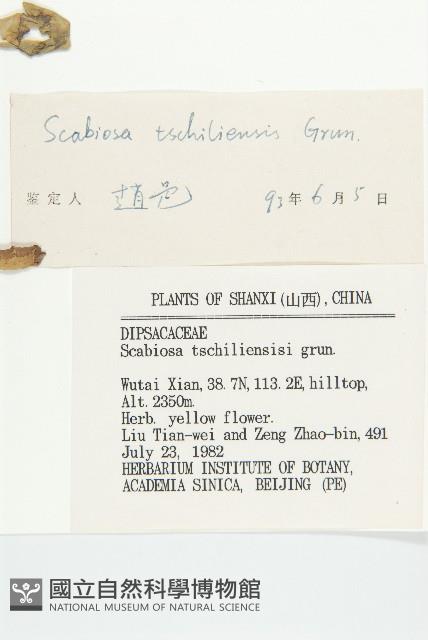 Scabiosa tschiliensis Grun.
鉴定人 赵 93年6月5日
PLANTS OF SHANXI (山西), CHINA
DIPSACACEAE
Scabiosa tschiliensisi grun.
Wutai Xian, 38.7N, 113.2E, hilltop,
Alt. 2350m.
Herb. yellow flower.
Liu Tian-wei and Zeng Zhao-bin, 491
July 23, 1982
HERBARIUM INSTITUTE OF BOTANY,
ACADEMIA SINICA, BEIJING (PE)
國立自然科學博物館
NATIONAL MUSEUM OF NATURAL SCIENCE